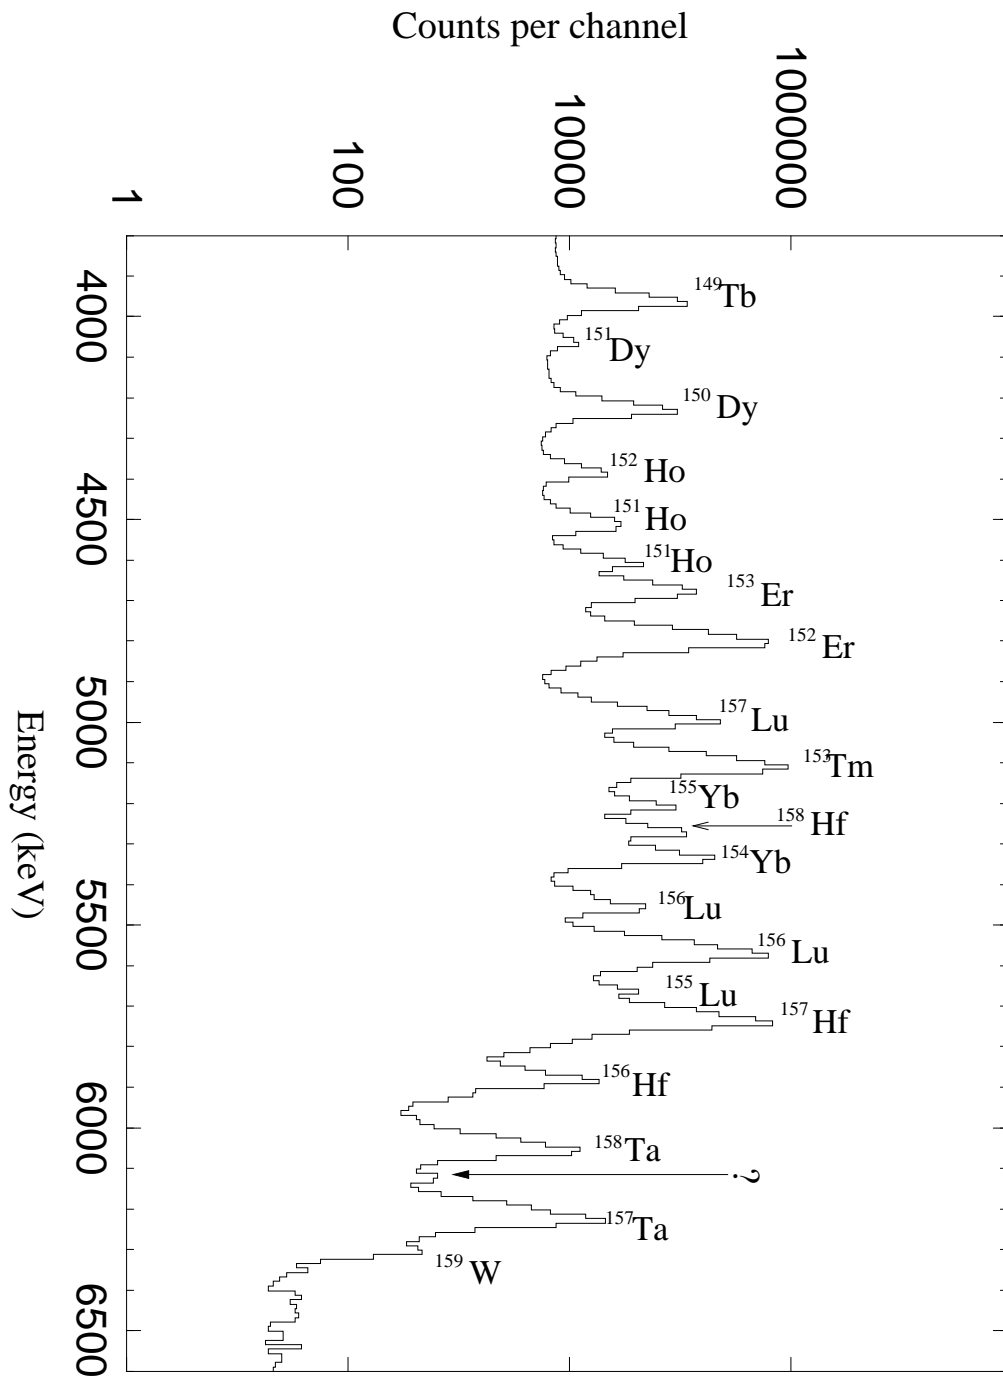 Counts per channel
1000000
10000
100
1
149Tb
151Dy
150Dy
152Ho
151Ho
151Ho
153Er
152Er
157Lu
153Tm
155Yb
158Hf
154Yb
156Lu
156Lu
155Lu
157Hf
156Hf
158Ta
?
157Ta
159W
4000
4500
5000
5500
6000
6500
Energy (keV)